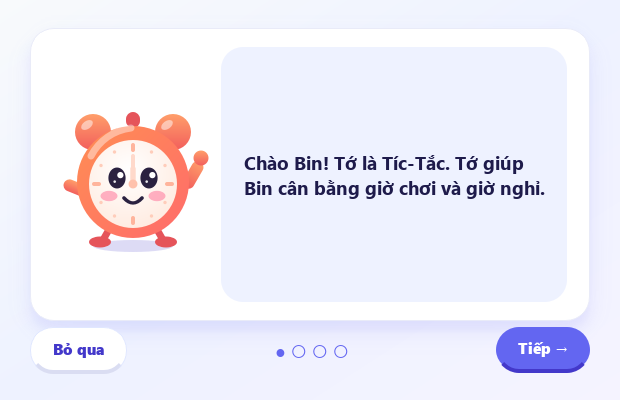 Chào Bin! Tớ là Tíc-Tắc. Tớ giúp
Bin cân bằng giờ chơi và giờ nghỉ.
Bỏ qua
Tiếp →